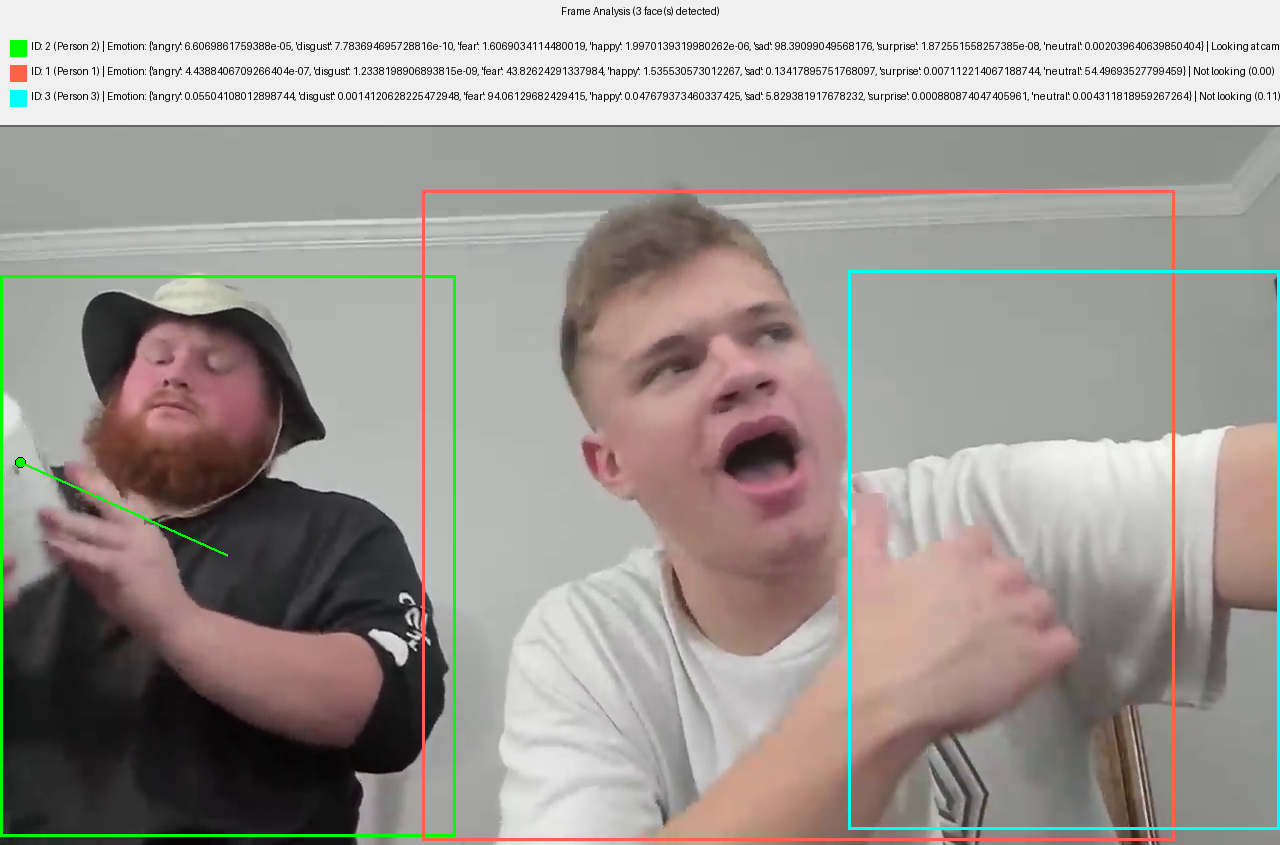 Frame Analysis (3 face(s) detected)
ID: 2 (Person 2) | Emotion: {'angry': 6.6069861759388e-05, 'disgust': 7.783694695728816e-10, 'fear': 1.6069034114480019, 'happy': 1.9970139319980262e-06, 'sad': 98.39099049568176, 'surprise': 1.872551558257385e-08, 'neutral': 0.002039640639850404} | Looking at cam
ID: 1 (Person 1) | Emotion: {'angry': 4.4388406709266404e-07, 'disgust': 1.2338198906893815e-09, 'fear': 43.82624291337984, 'happy': 1.535530573012267, 'sad': 0.13417895751768097, 'surprise': 0.007112214067188744, 'neutral': 54.49693527799459} | Not looking (0.00)
ID: 3 (Person 3) | Emotion: {'angry': 0.05504108012898744, 'disgust': 0.0014120628225472948, 'fear': 94.06129682429415, 'happy': 0.047679373460337425, 'sad': 5.829381917678232, 'surprise': 0.000880874047405961, 'neutral': 0.004311818959267264} | Not looking (0.11)